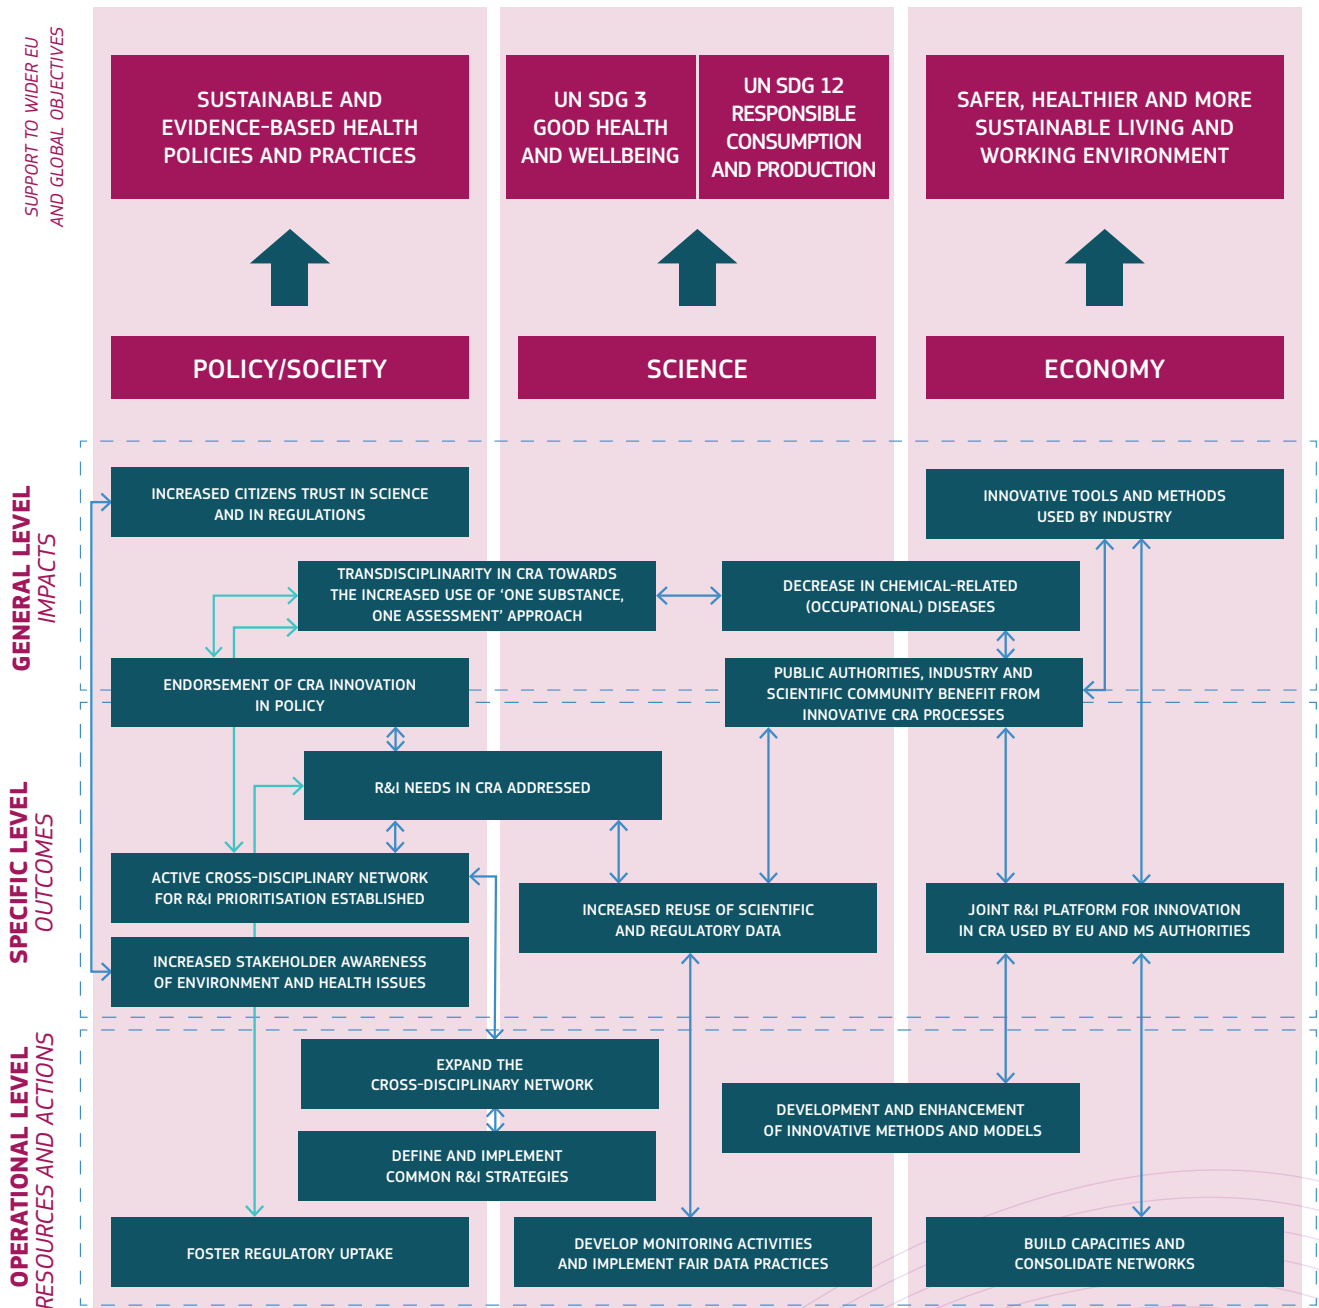 SUPPORT TO WIDER EU
AND GLOBAL OBJECTIVES
SUSTAINABLE AND
EVIDENCE-BASED HEALTH
POLICIES AND PRACTICES
UN SDG 3
GOOD HEALTH
AND WELLBEING
UN SDG 12
RESPONSIBLE
CONSUMPTION
AND PRODUCTION
SAFER, HEALTHIER AND MORE
SUSTAINABLE LIVING AND
WORKING ENVIRONMENT
POLICY/SOCIETY
SCIENCE
ECONOMY
GENERAL LEVEL
IMPACTS
INCREASED CITIZENS TRUST IN SCIENCE
AND IN REGULATIONS
INNOVATIVE TOOLS AND METHODS
USED BY INDUSTRY
TRANSDISCIPLINARITY IN CRA TOWARDS
THE INCREASED USE OF ‘ONE SUBSTANCE,
ONE ASSESSMENT’ APPROACH
DECREASE IN CHEMICAL-RELATED
(OCCUPATIONAL) DISEASES
ENDORSEMENT OF CRA INNOVATION
IN POLICY
PUBLIC AUTHORITIES, INDUSTRY AND
SCIENTIFIC COMMUNITY BENEFIT FROM
INNOVATIVE CRA PROCESSES
SPECIFIC LEVEL
OUTCOMES
R&I NEEDS IN CRA ADDRESSED
ACTIVE CROSS-DISCIPLINARY NETWORK
FOR R&I PRIORITISATION ESTABLISHED
INCREASED REUSE OF SCIENTIFIC
AND REGULATORY DATA
JOINT R&I PLATFORM FOR INNOVATION
IN CRA USED BY EU AND MS AUTHORITIES
INCREASED STAKEHOLDER AWARENESS
OF ENVIRONMENT AND HEALTH ISSUES
OPERATIONAL LEVEL
RESOURCES AND ACTIONS
EXPAND THE
CROSS-DISCIPLINARY NETWORK
DEVELOPMENT AND ENHANCEMENT
OF INNOVATIVE METHODS AND MODELS
DEFINE AND IMPLEMENT
COMMON R&I STRATEGIES
FOSTER REGULATORY UPTAKE
DEVELOP MONITORING ACTIVITIES
AND IMPLEMENT FAIR DATA PRACTICES
BUILD CAPACITIES AND
CONSOLIDATE NETWORKS